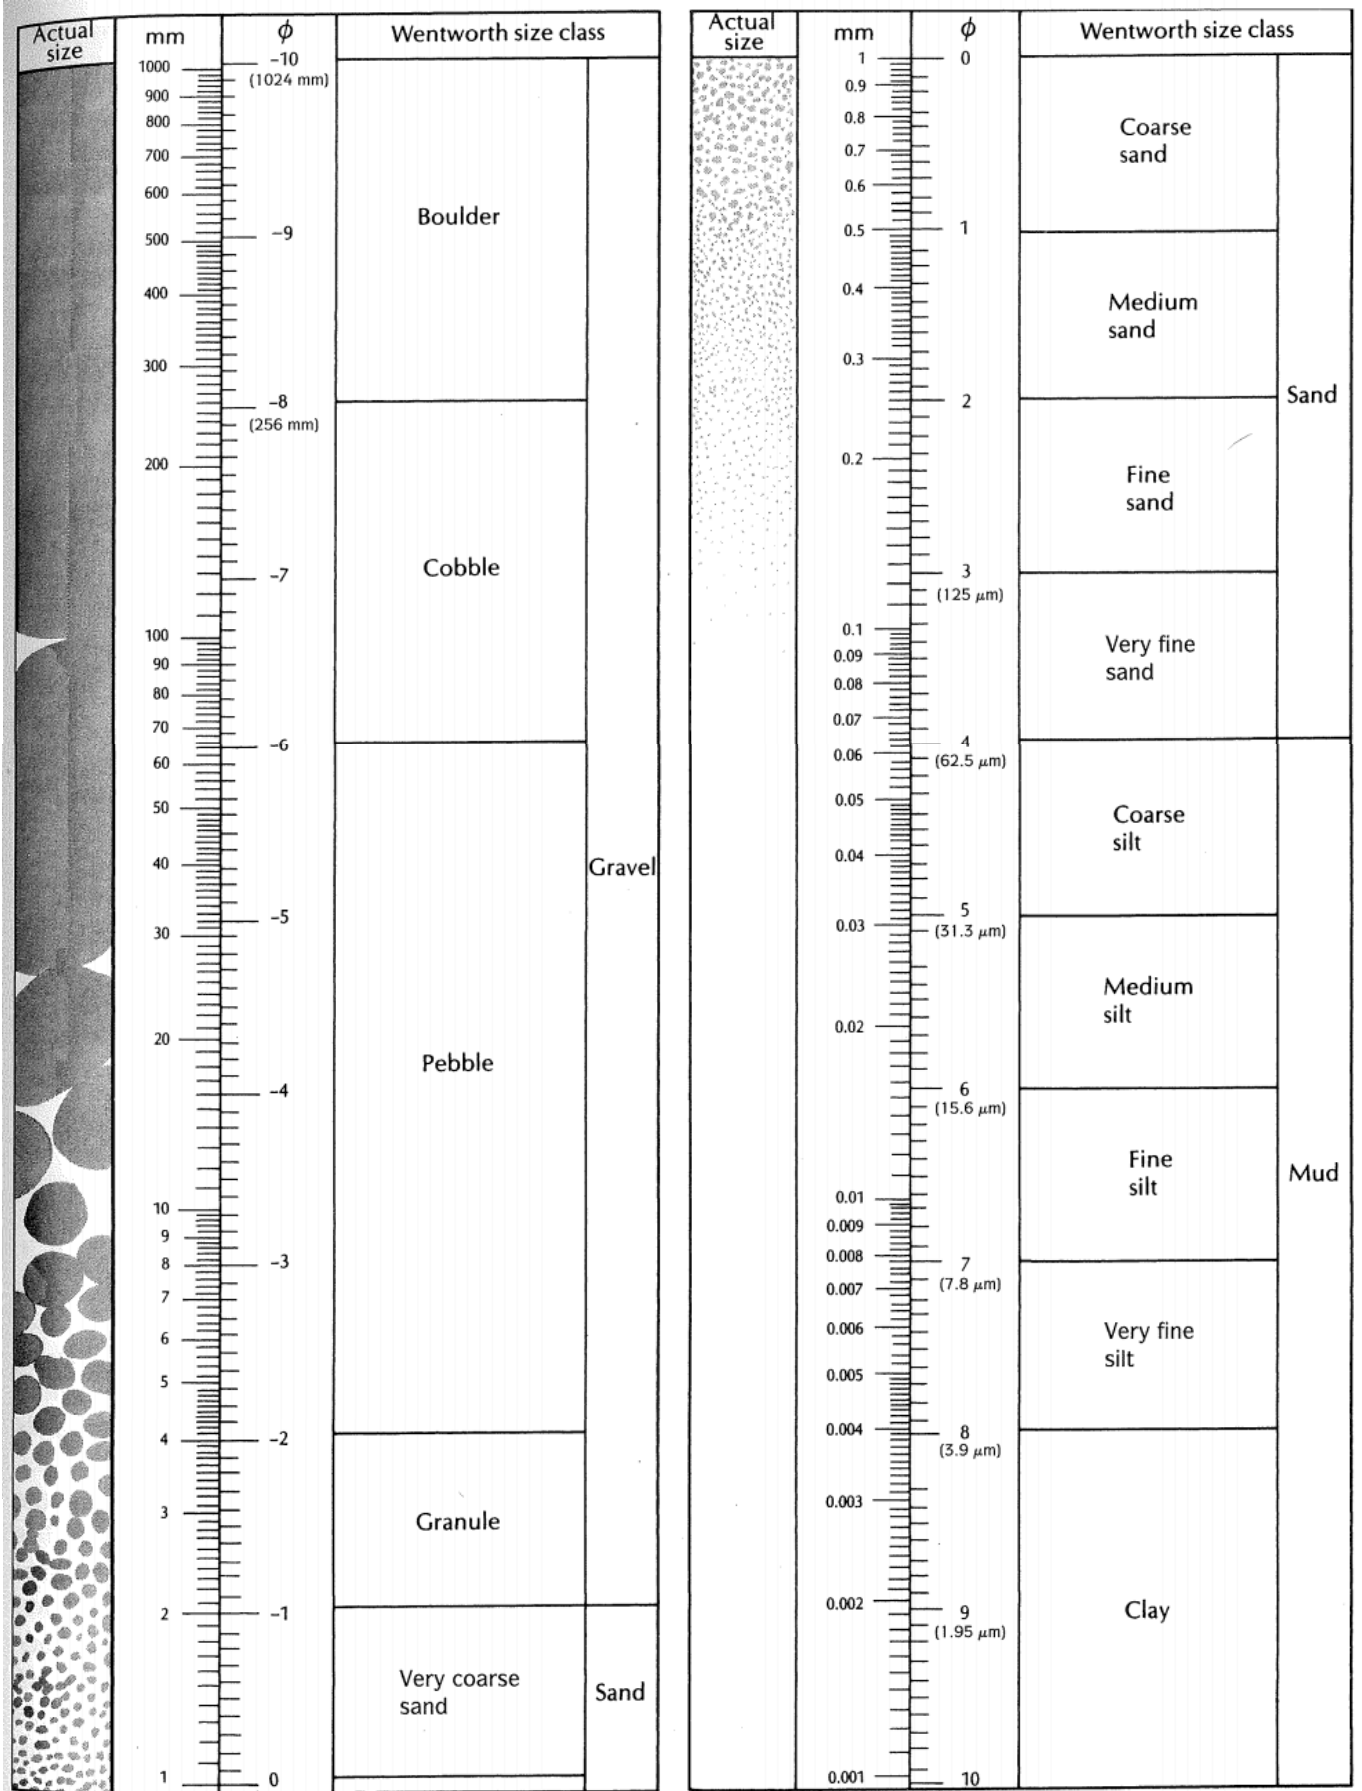 Actual
size
mm
ϕ
Wentworth size class
1000
900
800
700
600
500
400
300
200
100
90
80
70
60
50
40
30
20
10
9
8
7
6
5
4
3
2
1
–10
(1024 mm)
–9
–8
(256 mm)
–7
–6
–5
–4
–3
–2
–1
0
Boulder
Cobble
Pebble
Granule
Very coarse
sand
Gravel
Sand
Actual
size
mm
ϕ
Wentworth size class
1
0.9
0.8
0.7
0.6
0.5
0.4
0.3
0.2
0.1
0.09
0.08
0.07
0.06
0.05
0.04
0.03
0.02
0.01
0.009
0.008
0.007
0.006
0.005
0.004
0.003
0.002
0.001
0
1
2
3
(125 μm)
4
(62.5 μm)
5
(31.3 μm)
6
(15.6 μm)
7
(7.8 μm)
8
(3.9 μm)
9
(1.95 μm)
10
Coarse
sand
Medium
sand
Fine
sand
Very fine
sand
Coarse
silt
Medium
silt
Fine
silt
Very fine
silt
Clay
Sand
Mud